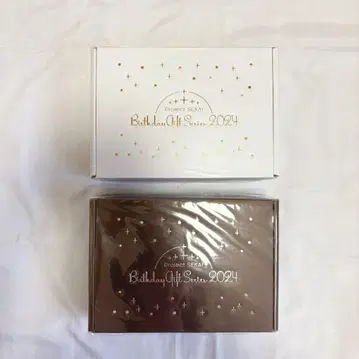 Project SEKAI
Birthday Gift Series 2024
Project SEKAI
Birthday Gift Series 2024